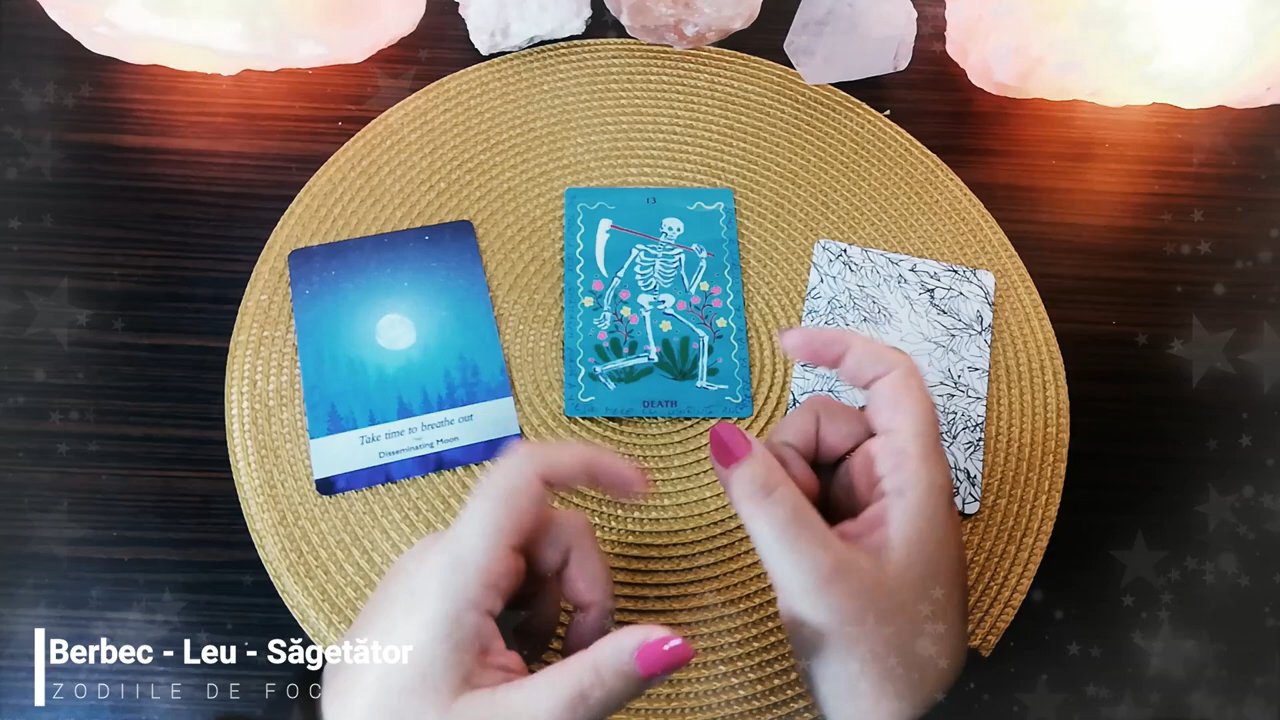 13
DEATH
Take time to breathe out
Disseminating Moon
Berbec - Leu - Săgetător
ZODIILE DE FOC